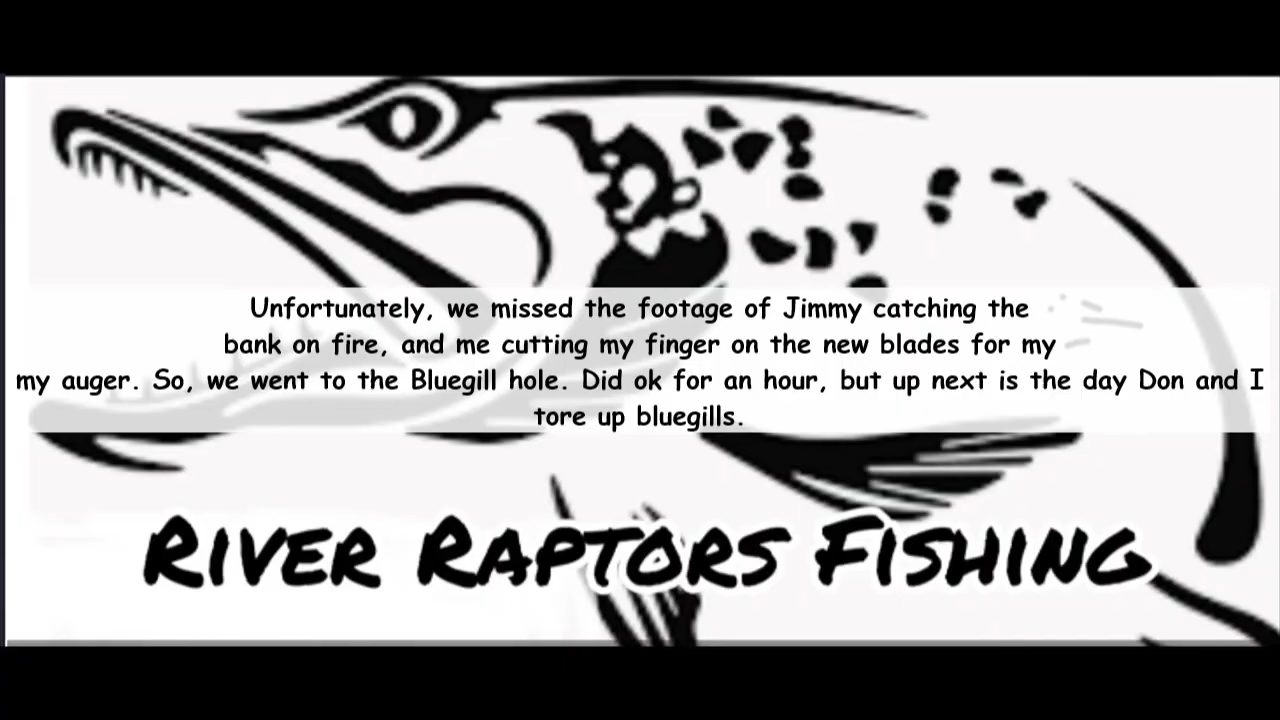 Unfortunately, we missed the footage of Jimmy catching the
bank on fire, and me cutting my finger on the new blades for my
my auger. So, we went to the Bluegill hole. Did ok for an hour, but up next is the day Don and I
tore up bluegills.
RIVER RAPTORS FISHING